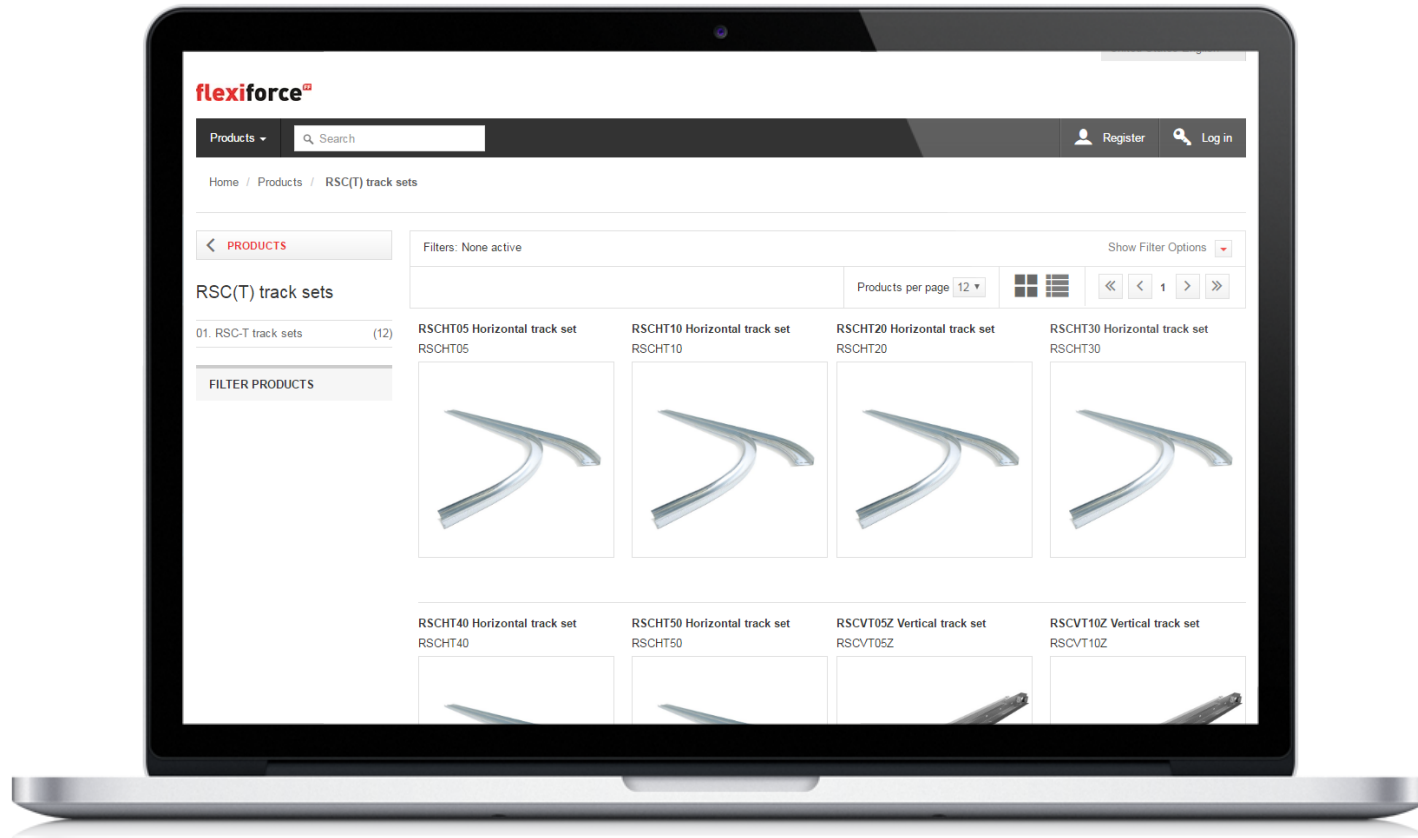 flexiforce FF
Products
Search
Register
Log in
Home / Products / RSC(T) track sets
PRODUCTS
Filters: None active
Show Filter Options
RSC(T) track sets
Products per page 12
1
01. RSC-T track sets (12)
FILTER PRODUCTS
RSCHT05 Horizontal track set
RSCHT05
RSCHT10 Horizontal track set
RSCHT10
RSCHT20 Horizontal track set
RSCHT20
RSCHT30 Horizontal track set
RSCHT30
RSCHT40 Horizontal track set
RSCHT40
RSCHT50 Horizontal track set
RSCHT50
RSCVT05Z Vertical track set
RSCVT05Z
RSCVT10Z Vertical track set
RSCVT10Z